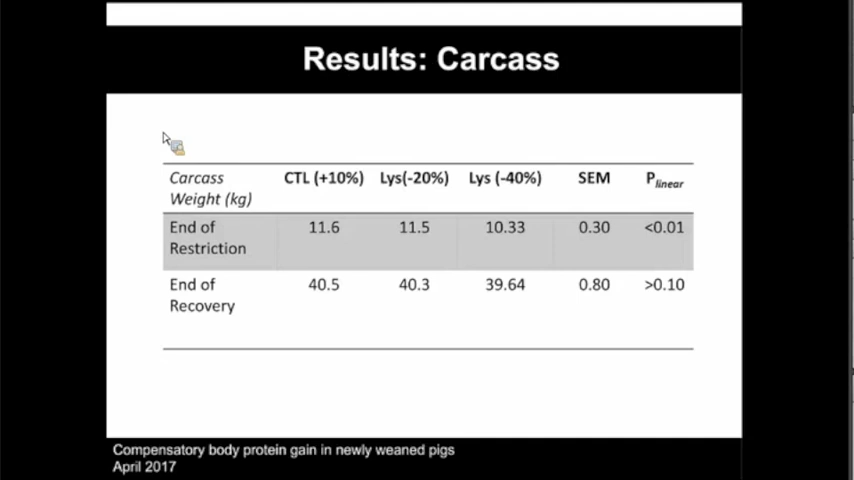 Results: Carcass
Carcass CTL (+10%) Lys(-20%) Lys (-40%) SEM Plinear
Weight (kg)
End of 11.6 11.5 10.33 0.30 <0.01
Restriction
End of 40.5 40.3 39.64 0.80 >0.10
Recovery
Compensatory body protein gain in newly weaned pigs
April 2017